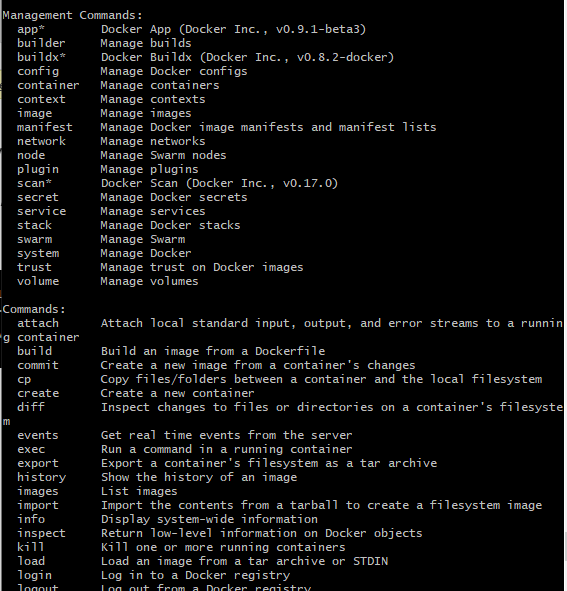 Management Commands:
  app*        Docker App (Docker Inc., v0.9.1-beta3)
  builder     Manage builds
  buildx*     Docker Buildx (Docker Inc., v0.8.2-docker)
  config      Manage Docker configs
  container   Manage containers
  context     Manage contexts
  image       Manage images
  manifest    Manage Docker image manifests and manifest lists
  network     Manage networks
  node        Manage Swarm nodes
  plugin      Manage plugins
  scan*       Docker Scan (Docker Inc., v0.17.0)
  secret      Manage Docker secrets
  service     Manage services
  stack       Manage Docker stacks
  swarm       Manage Swarm
  system      Manage Docker
  trust       Manage trust on Docker images
  volume      Manage volumes

Commands:
  attach      Attach local standard input, output, and error streams to a runnin
g container
  build       Build an image from a Dockerfile
  commit      Create a new image from a container's changes
  cp          Copy files/folders between a container and the local filesystem
  create      Create a new container
  diff        Inspect changes to files or directories on a container's filesyste
m
  events      Get real time events from the server
  exec        Run a command in a running container
  export      Export a container's filesystem as a tar archive
  history     Show the history of an image
  images      List images
  import      Import the contents from a tarball to create a filesystem image
  info        Display system-wide information
  inspect     Return low-level information on Docker objects
  kill        Kill one or more running containers
  load        Load an image from a tar archive or STDIN
  login       Log in to a Docker registry
  logout      Log out from a Docker registry